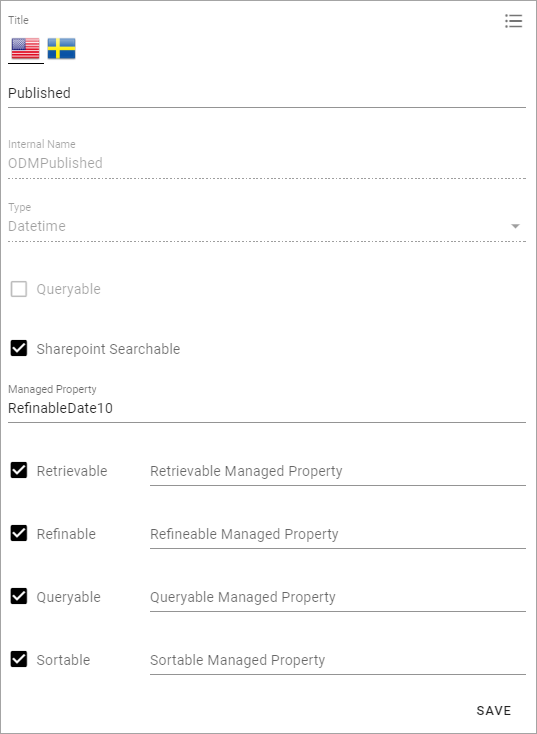 Title
Published
Internal Name
ODMPublished
Type
Datetime
Queryable
Sharepoint Searchable
Managed Property
RefinableDate10
Retrievable Retrievable Managed Property
Refinable Refineable Managed Property
Queryable Queryable Managed Property
Sortable Sortable Managed Property
SAVE